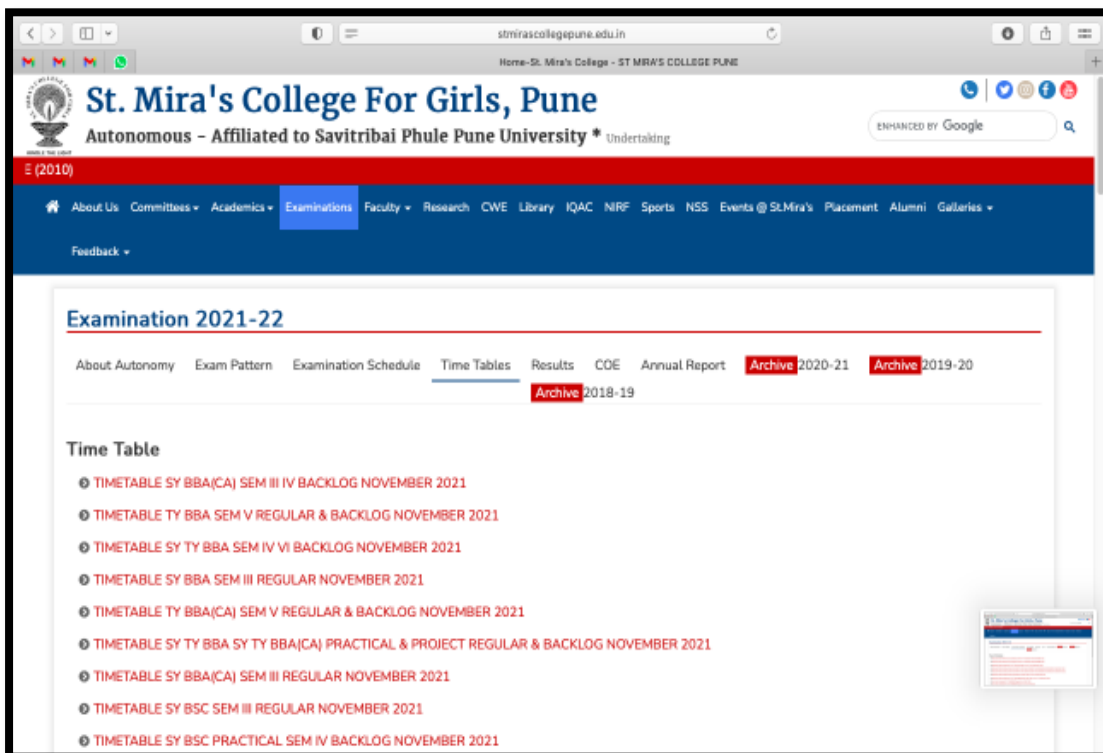 stmirascollegepune.edu.in
Home-St. Mira's College - ST MIRA'S COLLEGE PUNE
St. Mira's College For Girls, Pune
Autonomous - Affiliated to Savitribai Phule Pune University * Undertaking
ENHANCED BY Google
E (2010)
About Us Committees Academics Examinations Faculty Research CWE Library IQAC NIRF Sports NSS Events @ St.Mira's Placement Alumni Galleries
Feedback
Examination 2021-22
About Autonomy Exam Pattern Examination Schedule Time Tables Results COE Annual Report Archive 2020-21 Archive 2019-20
Archive 2018-19
Time Table
TIMETABLE SY BBA(CA) SEM III IV BACKLOG NOVEMBER 2021
TIMETABLE TY BBA SEM V REGULAR & BACKLOG NOVEMBER 2021
TIMETABLE SY TY BBA SEM IV VI BACKLOG NOVEMBER 2021
TIMETABLE SY BBA SEM III REGULAR NOVEMBER 2021
TIMETABLE TY BBA(CA) SEM V REGULAR & BACKLOG NOVEMBER 2021
TIMETABLE SY TY BBA SY TY BBA(CA) PRACTICAL & PROJECT REGULAR & BACKLOG NOVEMBER 2021
TIMETABLE SY BBA(CA) SEM III REGULAR NOVEMBER 2021
TIMETABLE SY BSC SEM III REGULAR NOVEMBER 2021
TIMETABLE SY BSC PRACTICAL SEM IV BACKLOG NOVEMBER 2021